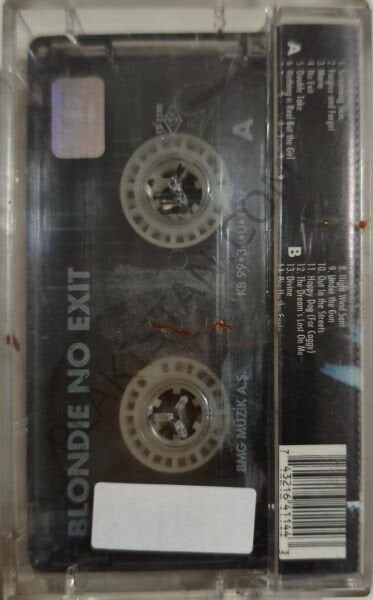 BLONDIE NO EXIT
A
BMG MÜZİK A.Ş.
A
1. Screaming Skin
2. Forgive and Forget
3. Maria
4. No Exit
5. Double Take
6. Nothing is Real But the Girl
B
8. Night Wind Sent
9. Under the Gun
10. Out in the Streets
11. Happy Dog (For Caggy)
12. The Dream's Lost On Me
13. Divine
7 43216 41144 3